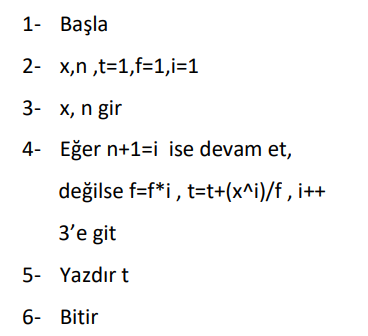 1- Başla
2- x,n ,t=1,f=1,i=1
3- x, n gir
4- Eğer n+1=i ise devam et,
değilse f=f*i , t=t+(x^i)/f , i++
3’e git
5- Yazdır t
6- Bitir